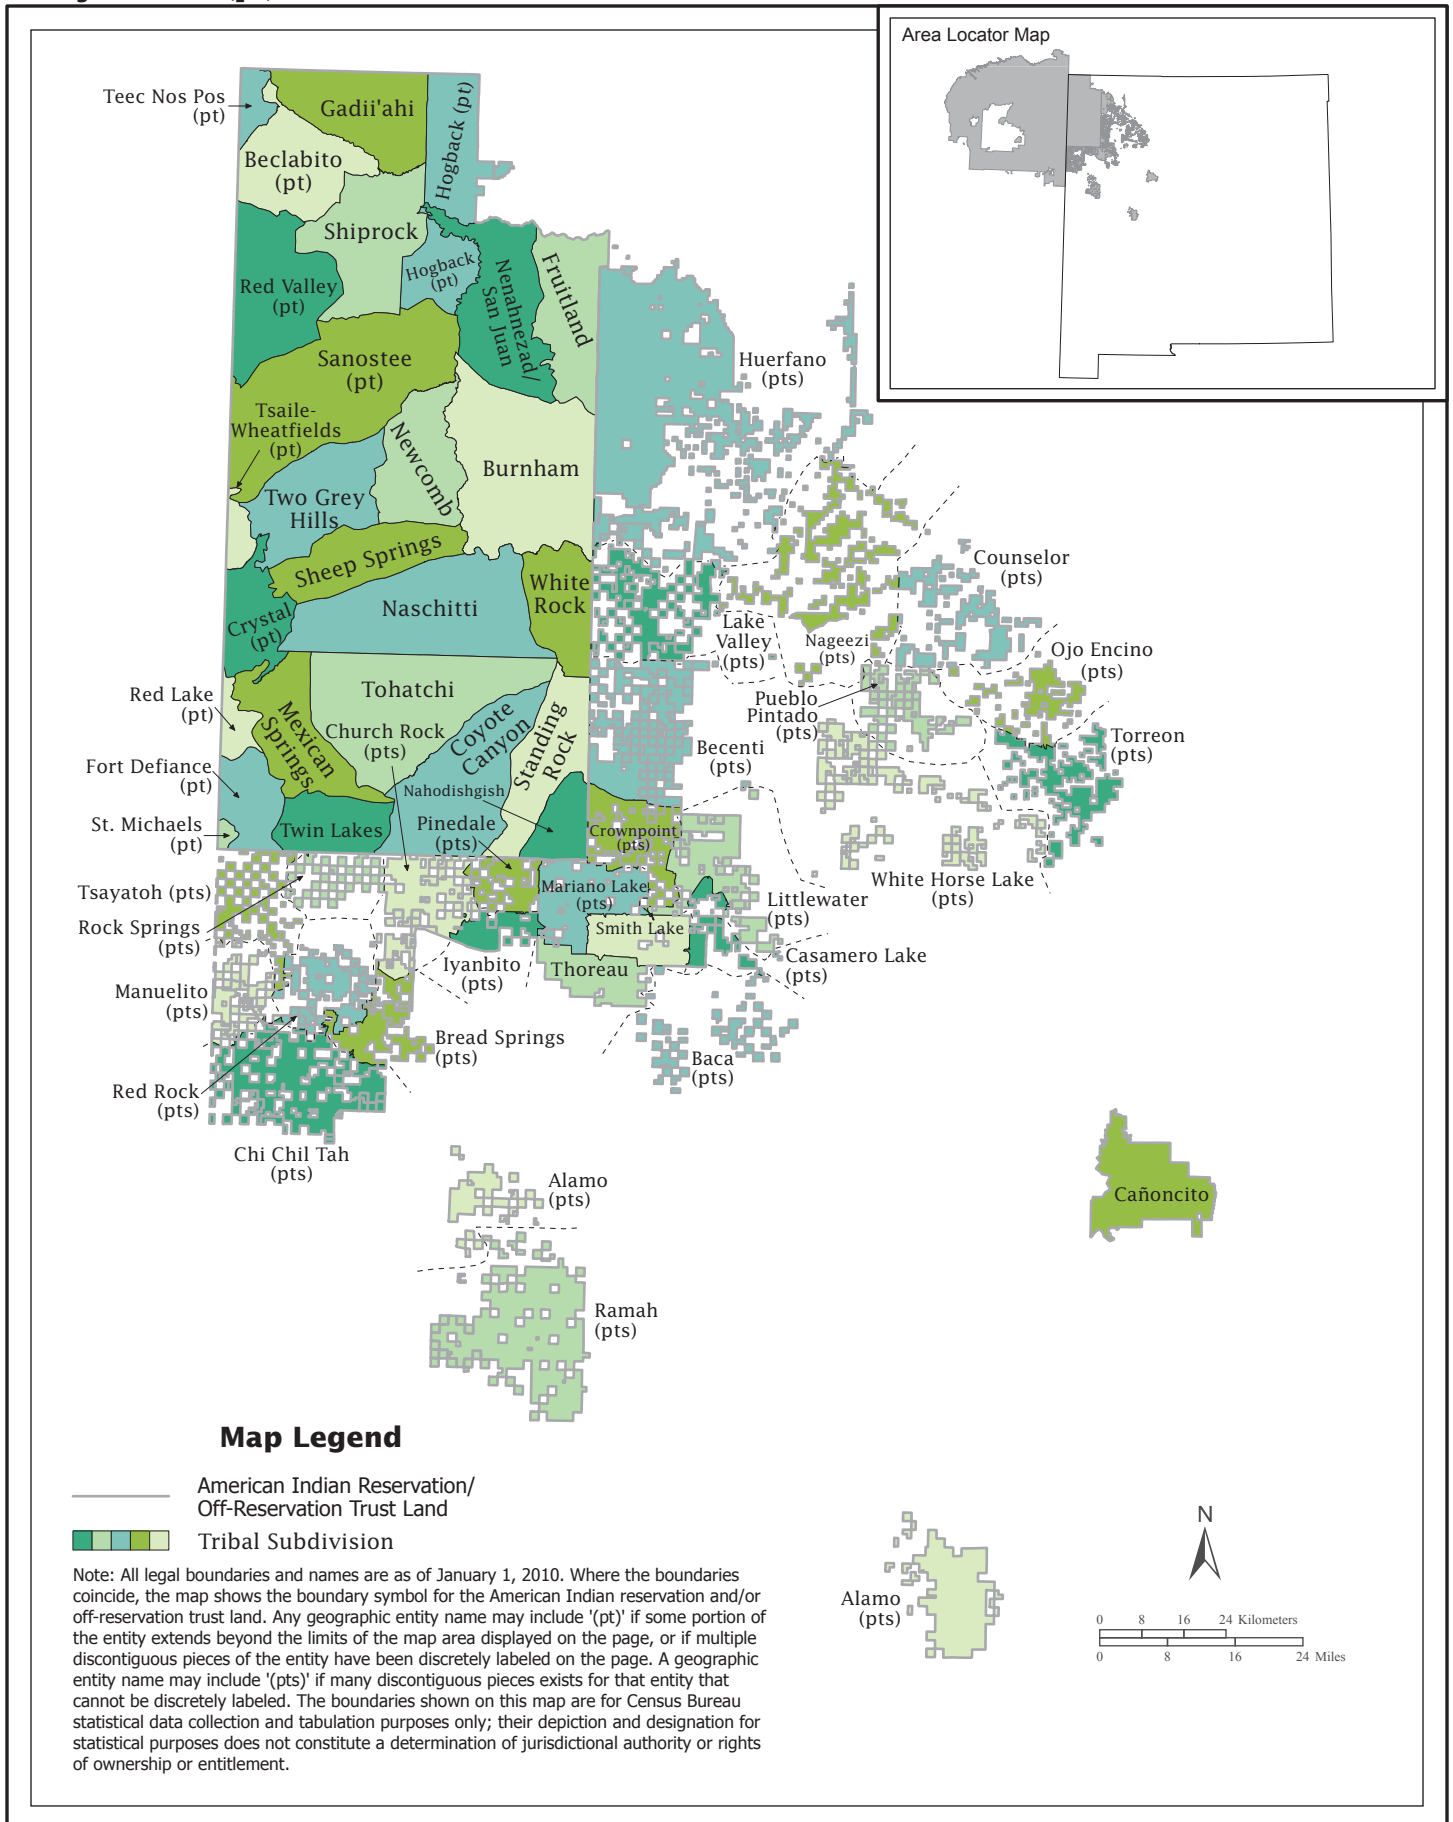 Area Locator Map
Teec Nos Pos
(pt)
Gadii'ahi
Hogback (pt)
Beclabito
(pt)
Shiprock
Hogback
(pt)
Nenahnezad/
San Juan
Fruitland
Red Valley
(pt)
Huerfano
(pts)
Sanostee
(pt)
Tsaile-
Wheatfields
(pt)
Newcomb
Burnham
Two Grey
Hills
Sheep Springs
Counselor
(pts)
White
Rock
Naschitti
Crystal
(pt)
Lake
Valley
(pts)
Nageezi
(pts)
Ojo Encino
(pts)
Red Lake
(pt)
Tohatchi
Pueblo
Pintado
(pts)
Mexican
Springs
Church Rock
(pts)
Coyote
Canyon
Standing
Rock
Becenti
(pts)
Torreon
(pts)
Fort Defiance
(pt)
Nahodishgish
St. Michaels
(pt)
Twin Lakes
Pinedale
(pts)
Crownpoint
(pts)
Tsayatoh (pts)
Mariano Lake
(pts)
White Horse Lake
(pts)
Littlewater
(pts)
Rock Springs
(pts)
Smith Lake
Casamero Lake
(pts)
Iyanbito
(pts)
Thoreau
Manuelito
(pts)
Bread Springs
(pts)
Baca
(pts)
Red Rock
(pts)
Chi Chil Tah
(pts)
Alamo
(pts)
Cañoncito
Ramah
(pts)
Map Legend
American Indian Reservation/
Off-Reservation Trust Land
Tribal Subdivision
Note: All legal boundaries and names are as of January 1, 2010. Where the boundaries
coincide, the map shows the boundary symbol for the American Indian reservation and/or
off-reservation trust land. Any geographic entity name may include '(pt)' if some portion of
the entity extends beyond the limits of the map area displayed on the page, or if multiple
discontiguous pieces of the entity have been discretely labeled on the page. A geographic
entity name may include '(pts)' if many discontiguous pieces exists for that entity that
cannot be discretely labeled. The boundaries shown on this map are for Census Bureau
statistical data collection and tabulation purposes only; their depiction and designation for
statistical purposes does not constitute a determination of jurisdictional authority or rights
of ownership or entitlement.
Alamo
(pts)
N
0 8 16 24 Kilometers
0 8 16 24 Miles